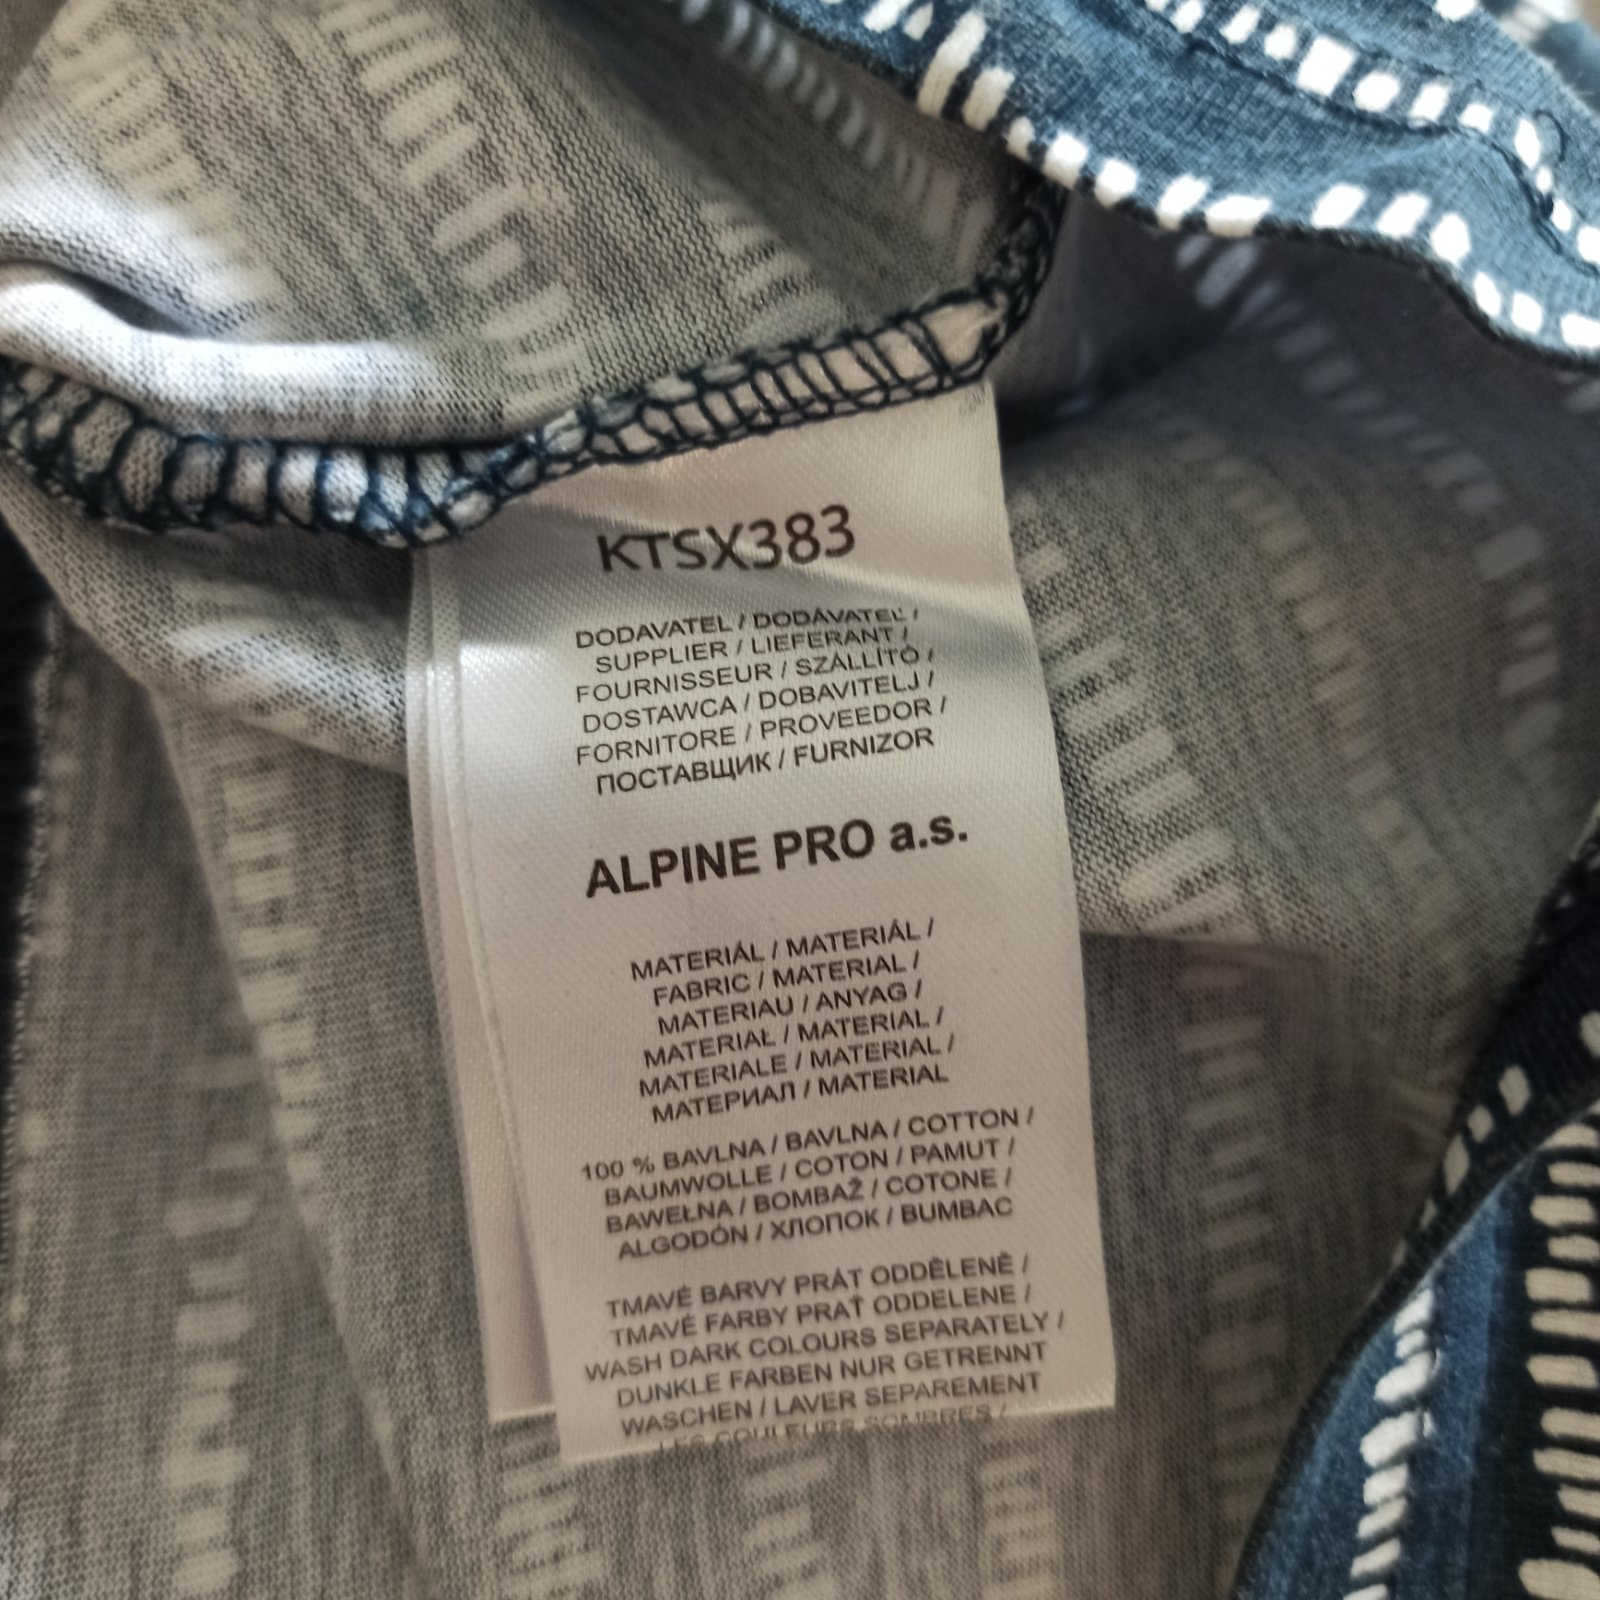 KTSX383
DODAVATEL / DODÁVATEĽ /
SUPPLIER / LIEFERANT /
FOURNISSEUR / SZÁLLÍTÓ /
DOSTAWCA / DOBAVITELJ /
FORNITORE / PROVEEDOR /
ПОСТАВЩИК / FURNIZOR
ALPINE PRO a.s.
MATERIÁL / MATERIÁL /
FABRIC / MATERIAL /
MATERIAU / ANYAG /
MATERIAŁ / MATERIAL /
MATERIALE / MATERIAL /
МАТЕРИАЛ / MATERIAL
100 % BAVLNA / BAVLNA / COTTON /
BAUMWOLLE / COTON / PAMUT /
BAWEŁNA / BOMBAŽ / COTONE /
ALGODÓN / ХЛОПОК / BUMBAC
TMAVÉ BARVY PRÁT ODDĚLENĚ /
TMAVÉ FARBY PRAŤ ODDELENE /
WASH DARK COLOURS SEPARATELY /
DUNKLE FARBEN NUR GETRENNT
WASCHEN / LAVER SEPAREMENT
LES COULEURS SOMBRES /